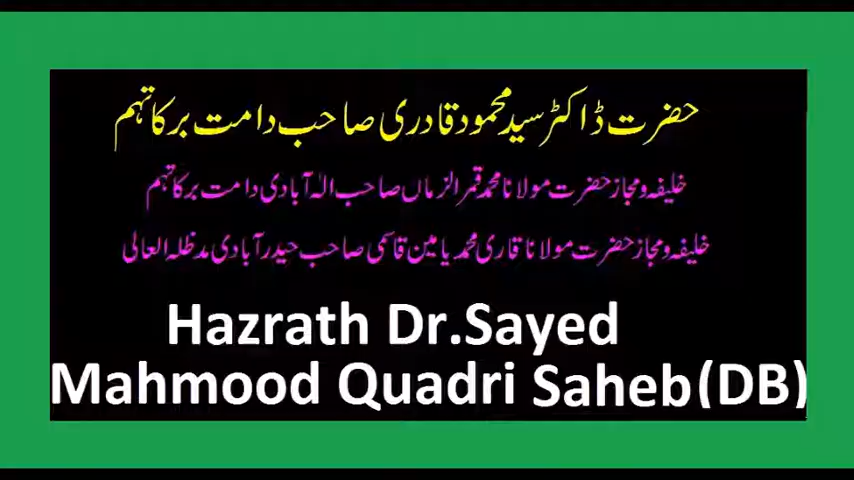 حضرت ڈاکٹر سید محمود قادری صاحب دامت برکاتہم
خلیفہ و مجاز حضرت مولانا محمد قمر الزماں صاحب الہٰ آبادی دامت برکاتہم
خلیفہ و مجاز حضرت مولانا قاری محمد یامین قاسمی صاحب حیدرآبادی مدظلہ العالی
Hazrath Dr.Sayed
Mahmood Quadri Saheb(DB)